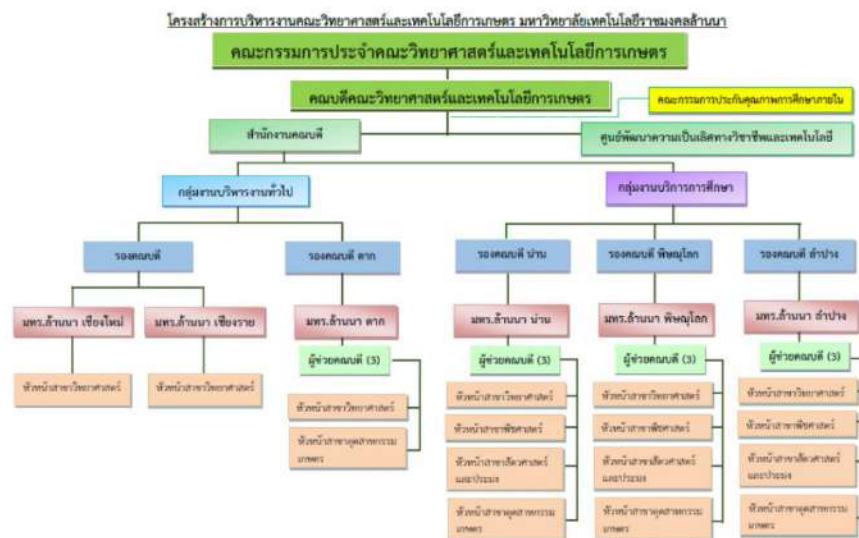 โครงสร้างการบริหารงานคณะวิทยาศาสตร์และเทคโนโลยีการเกษตร มหาวิทยาลัยเทคโนโลยีราชมงคลล้านนา
คณะกรรมการประจำคณะวิทยาศาสตร์และเทคโนโลยีการเกษตร
คณบดีคณะวิทยาศาสตร์และเทคโนโลยีการเกษตร
คณะกรรมการประกันคุณภาพการศึกษาภายใน
สำนักงานคณบดี
ศูนย์พัฒนาความเป็นเลิศทางวิชาชีพและเทคโนโลยี
กลุ่มงานบริหารงานทั่วไป
กลุ่มงานบริการการศึกษา
รองคณบดี
รองคณบดี ตาก
รองคณบดี น่าน
รองคณบดี พิษณุโลก
รองคณบดี ลำปาง
มทร.ล้านนา เชียงใหม่
มทร.ล้านนา เชียงราย
มทร.ล้านนา ตาก
มทร.ล้านนา น่าน
มทร.ล้านนา พิษณุโลก
มทร.ล้านนา ลำปาง
ผู้ช่วยคณบดี (3)
ผู้ช่วยคณบดี (3)
ผู้ช่วยคณบดี (3)
ผู้ช่วยคณบดี (3)
หัวหน้าสาขาวิทยาศาสตร์
หัวหน้าสาขาวิทยาศาสตร์
หัวหน้าสาขาวิทยาศาสตร์
หัวหน้าสาขาอุตสาหกรรม
เกษตร
หัวหน้าสาขาวิทยาศาสตร์
หัวหน้าสาขาพืชศาสตร์
หัวหน้าสาขาสัตวศาสตร์
และประมง
หัวหน้าสาขาอุตสาหกรรม
เกษตร
หัวหน้าสาขาวิทยาศาสตร์
หัวหน้าสาขาพืชศาสตร์
หัวหน้าสาขาสัตวศาสตร์
และประมง
หัวหน้าสาขาอุตสาหกรรม
เกษตร
หัวหน้าสาขาวิทยาศาสตร์
หัวหน้าสาขาพืชศาสตร์
หัวหน้าสาขาสัตวศาสตร์
และประมง
หัวหน้าสาขาอุตสาหกรรม
เกษตร